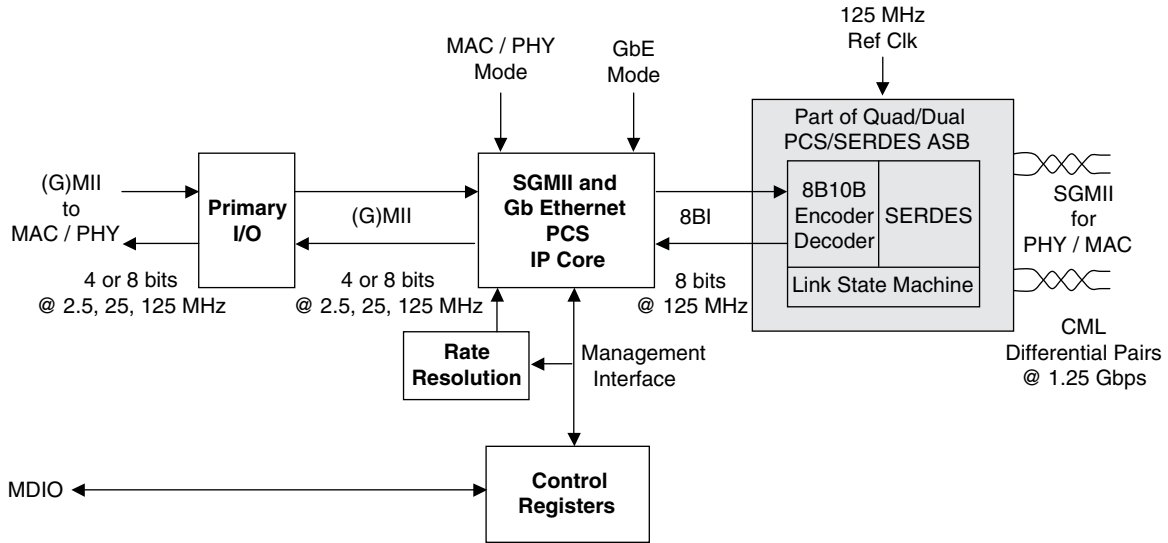 125 MHz
Ref Clk
MAC / PHY
Mode
GbE
Mode
Part of Quad/Dual
PCS/SERDES ASB
(G)MII
to
MAC / PHY
Primary
I/O
(G)MII
SGMII and
Gb Ethernet
PCS
IP Core
8BI
8B10B
Encoder
Decoder
SERDES
Link State Machine
SGMII
for
PHY / MAC
4 or 8 bits
@ 2.5, 25, 125 MHz
4 or 8 bits
@ 2.5, 25, 125 MHz
8 bits
@ 125 MHz
CML
Differential Pairs
@ 1.25 Gbps
Rate
Resolution
Management
Interface
MDIO
Control
Registers